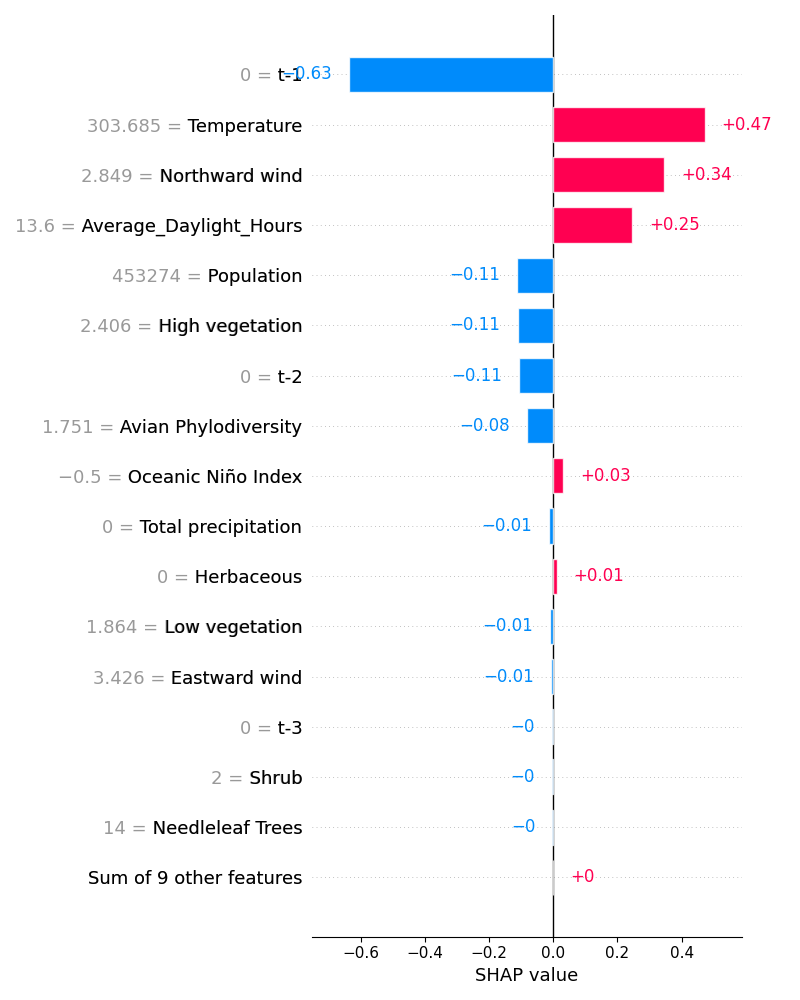 0 = t-1 −0.63
303.685 = Temperature +0.47
2.849 = Northward wind +0.34
13.6 = Average_Daylight_Hours +0.25
453274 = Population −0.11
2.406 = High vegetation −0.11
0 = t-2 −0.11
1.751 = Avian Phylodiversity −0.08
−0.5 = Oceanic Niño Index +0.03
0 = Total precipitation −0.01
0 = Herbaceous +0.01
1.864 = Low vegetation −0.01
3.426 = Eastward wind −0.01
0 = t-3 −0
2 = Shrub −0
14 = Needleleaf Trees −0
Sum of 9 other features +0
−0.6 −0.4 −0.2 0.0 0.2 0.4
SHAP value